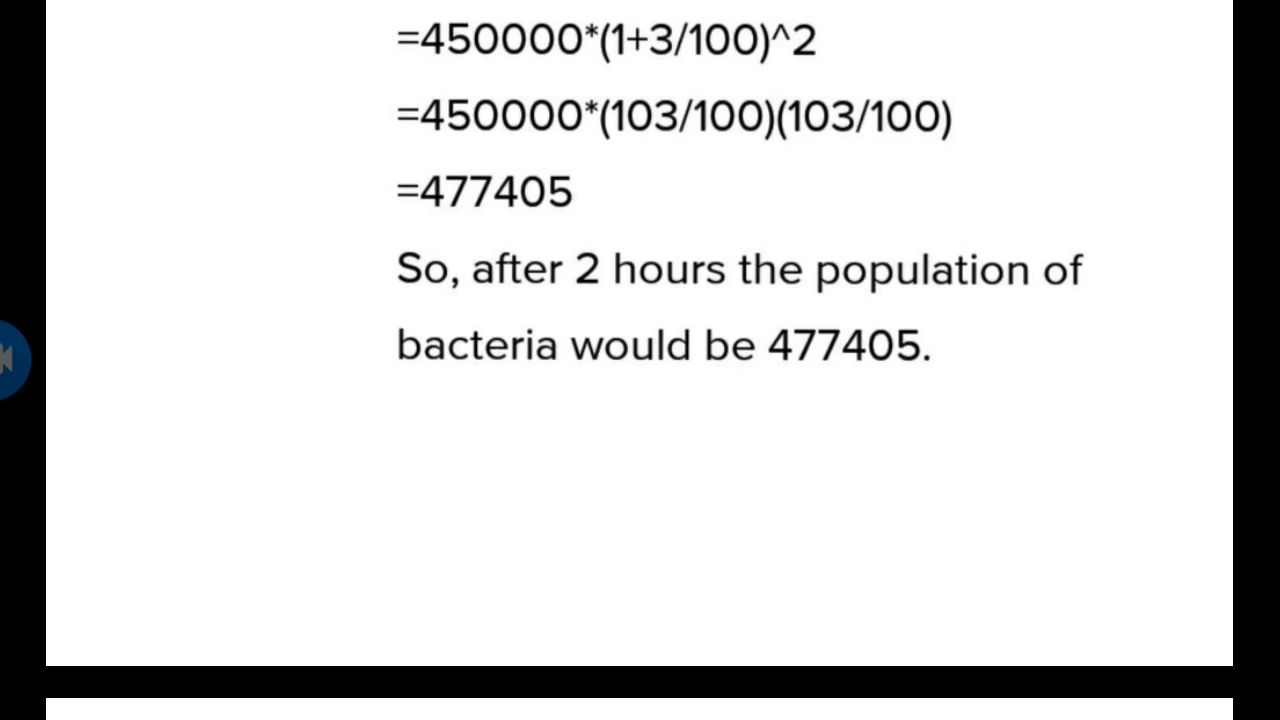 =450000*(1+3/100)^2
=450000*(103/100)(103/100)
=477405
So, after 2 hours the population of
bacteria would be 477405.